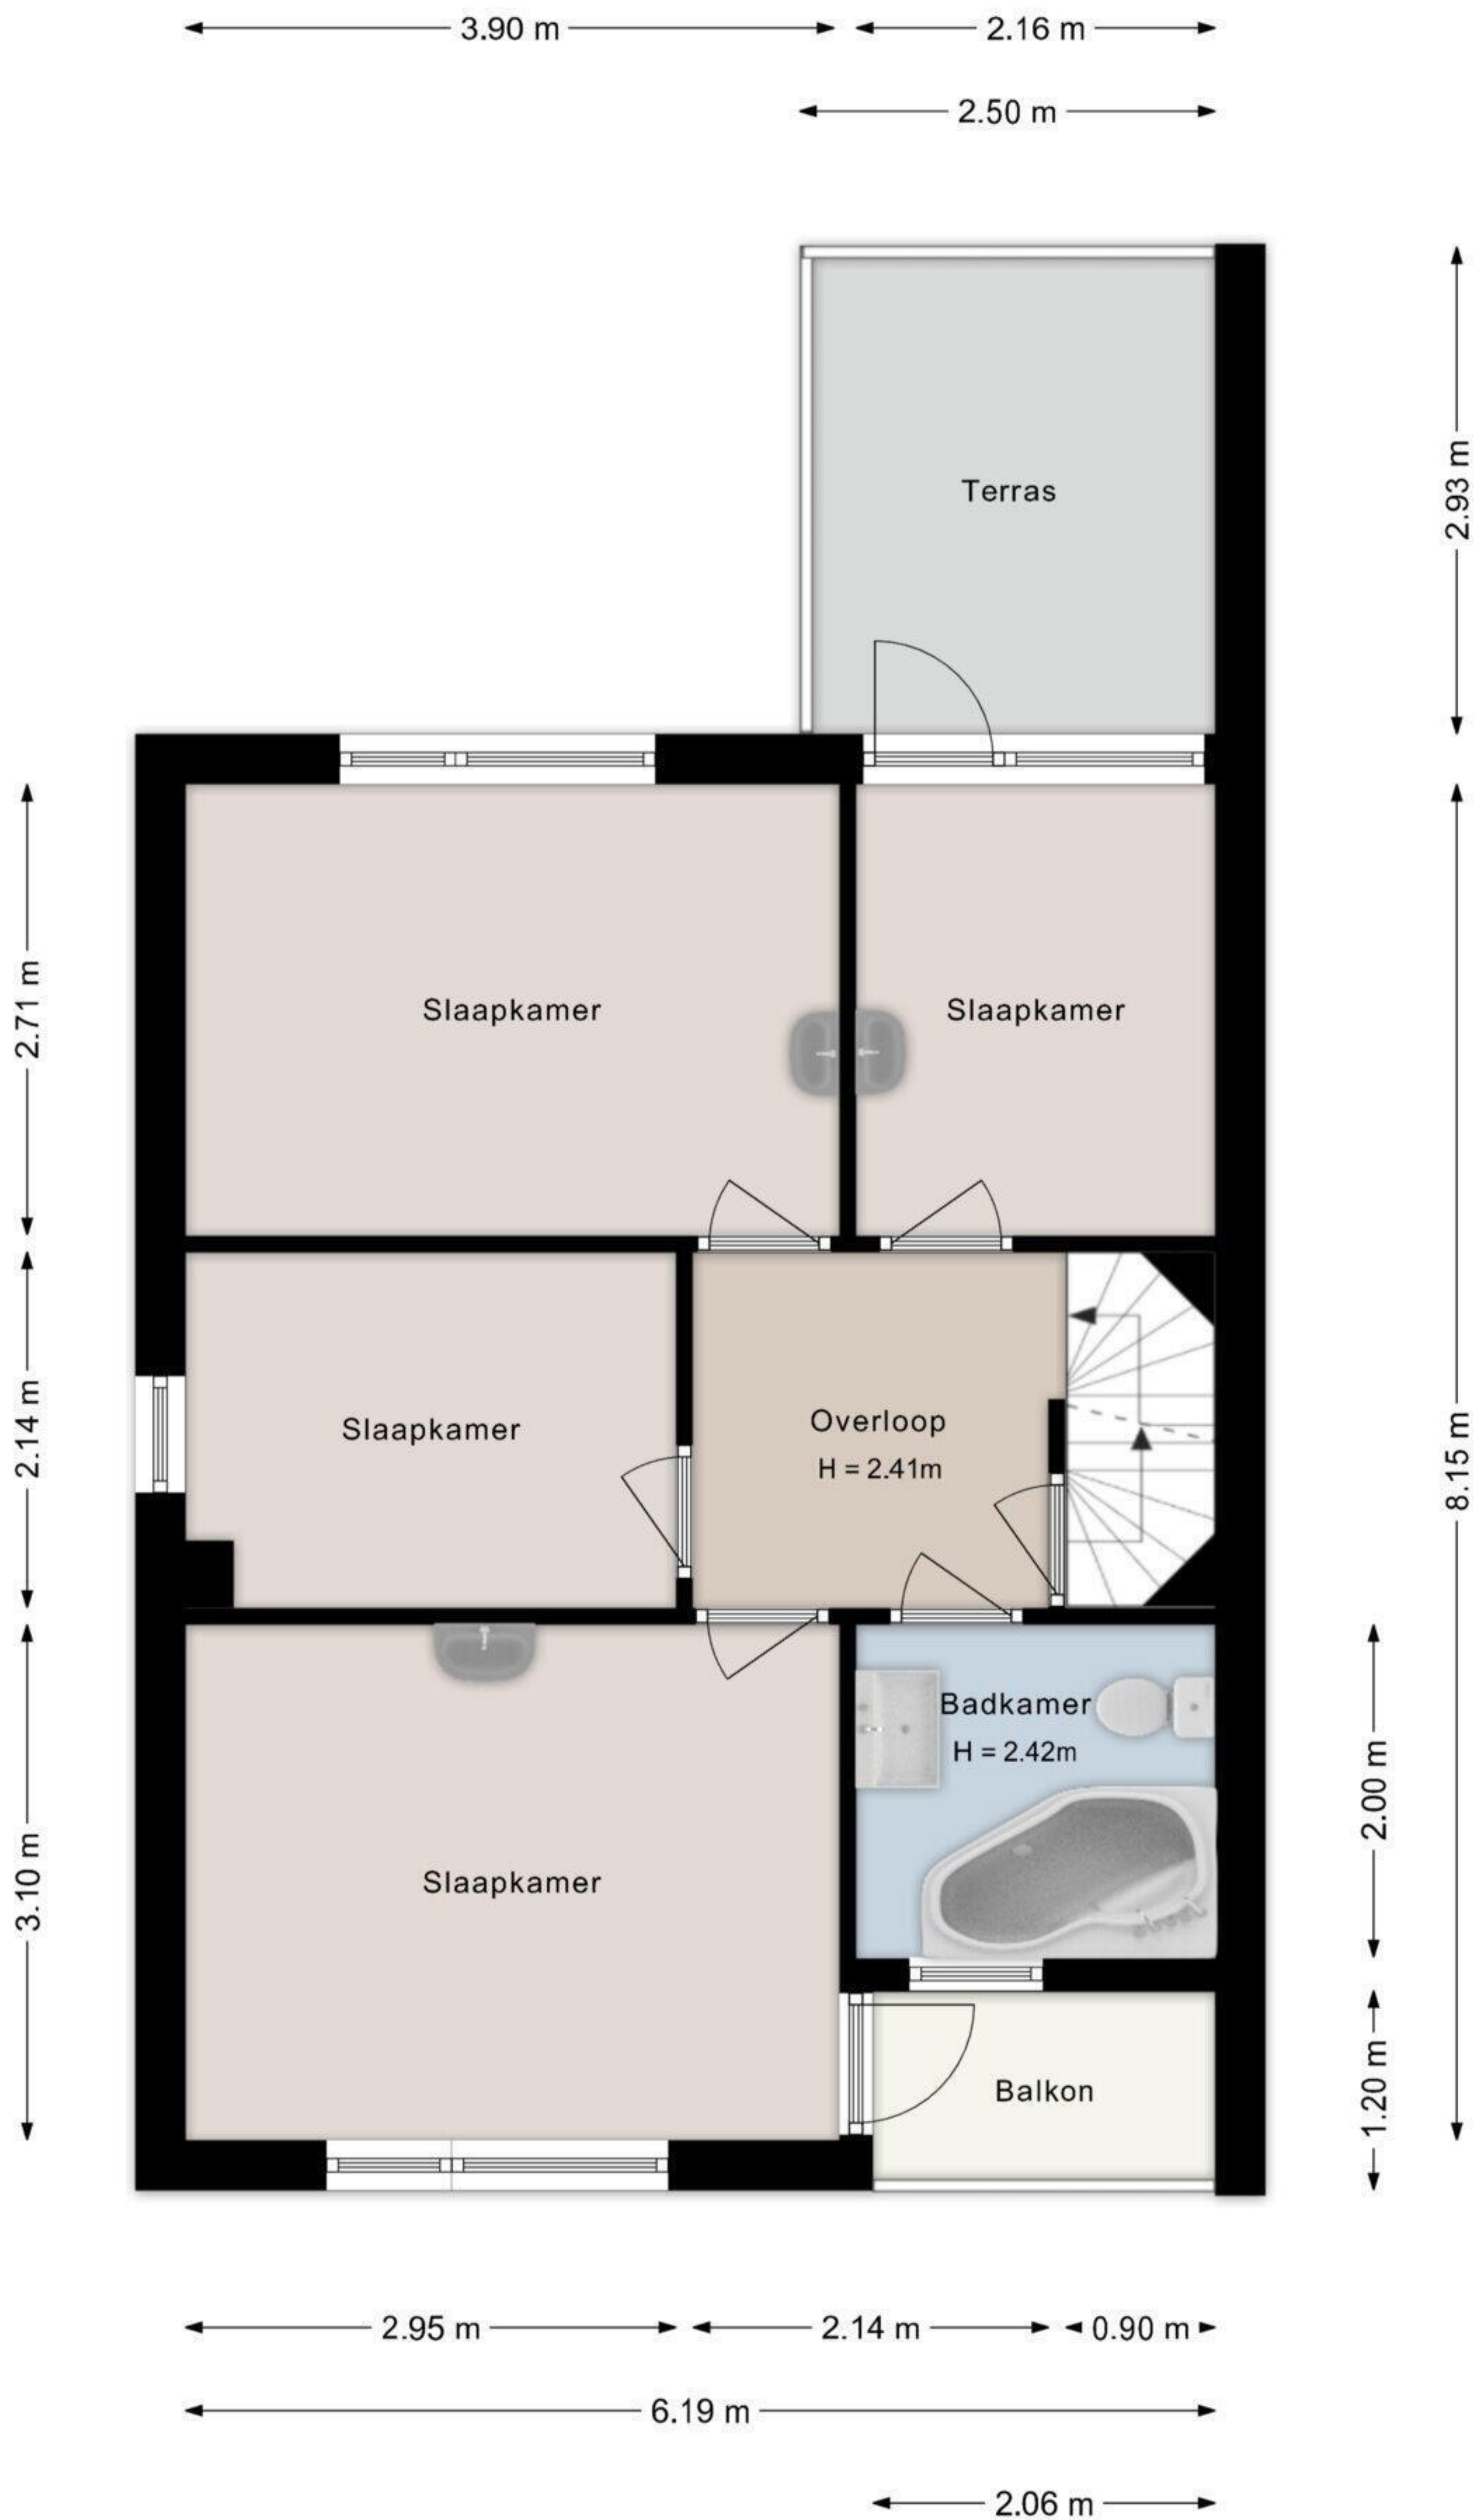 3.90 m
2.16 m
2.50 m
Terras
2.93 m
Slaapkamer
Slaapkamer
2.71 m
Slaapkamer
Overloop
H = 2.41m
2.14 m
8.15 m
Badkamer
H = 2.42m
2.00 m
Slaapkamer
3.10 m
Balkon
1.20 m
2.95 m
2.14 m
0.90 m
6.19 m
2.06 m